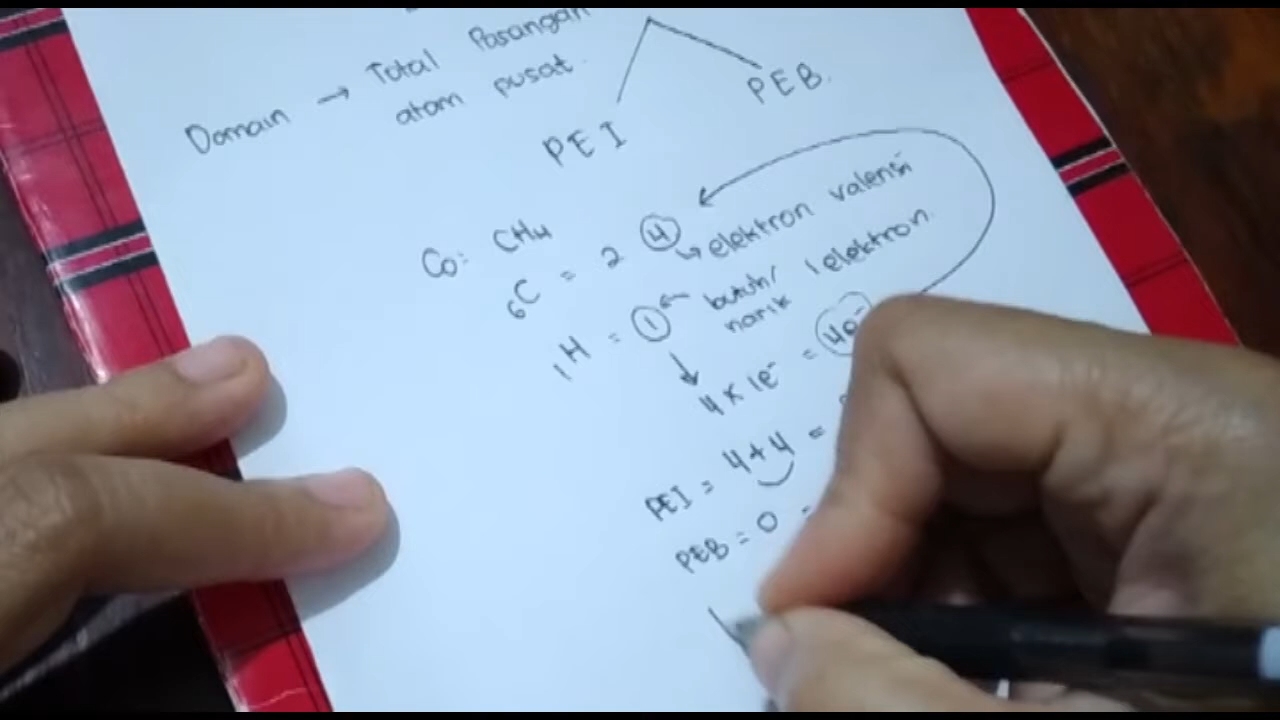 Domain → Total Pasangan
atom pusat.
PEI
PEB.
Co: CH4
6C = 2 4 ↳ elektron valensi
1H = 1 ← butuh/ 1 elektron.
narik
↓
4 x 1e- = 4e-
PEI = 4+4 =
PEB = 0